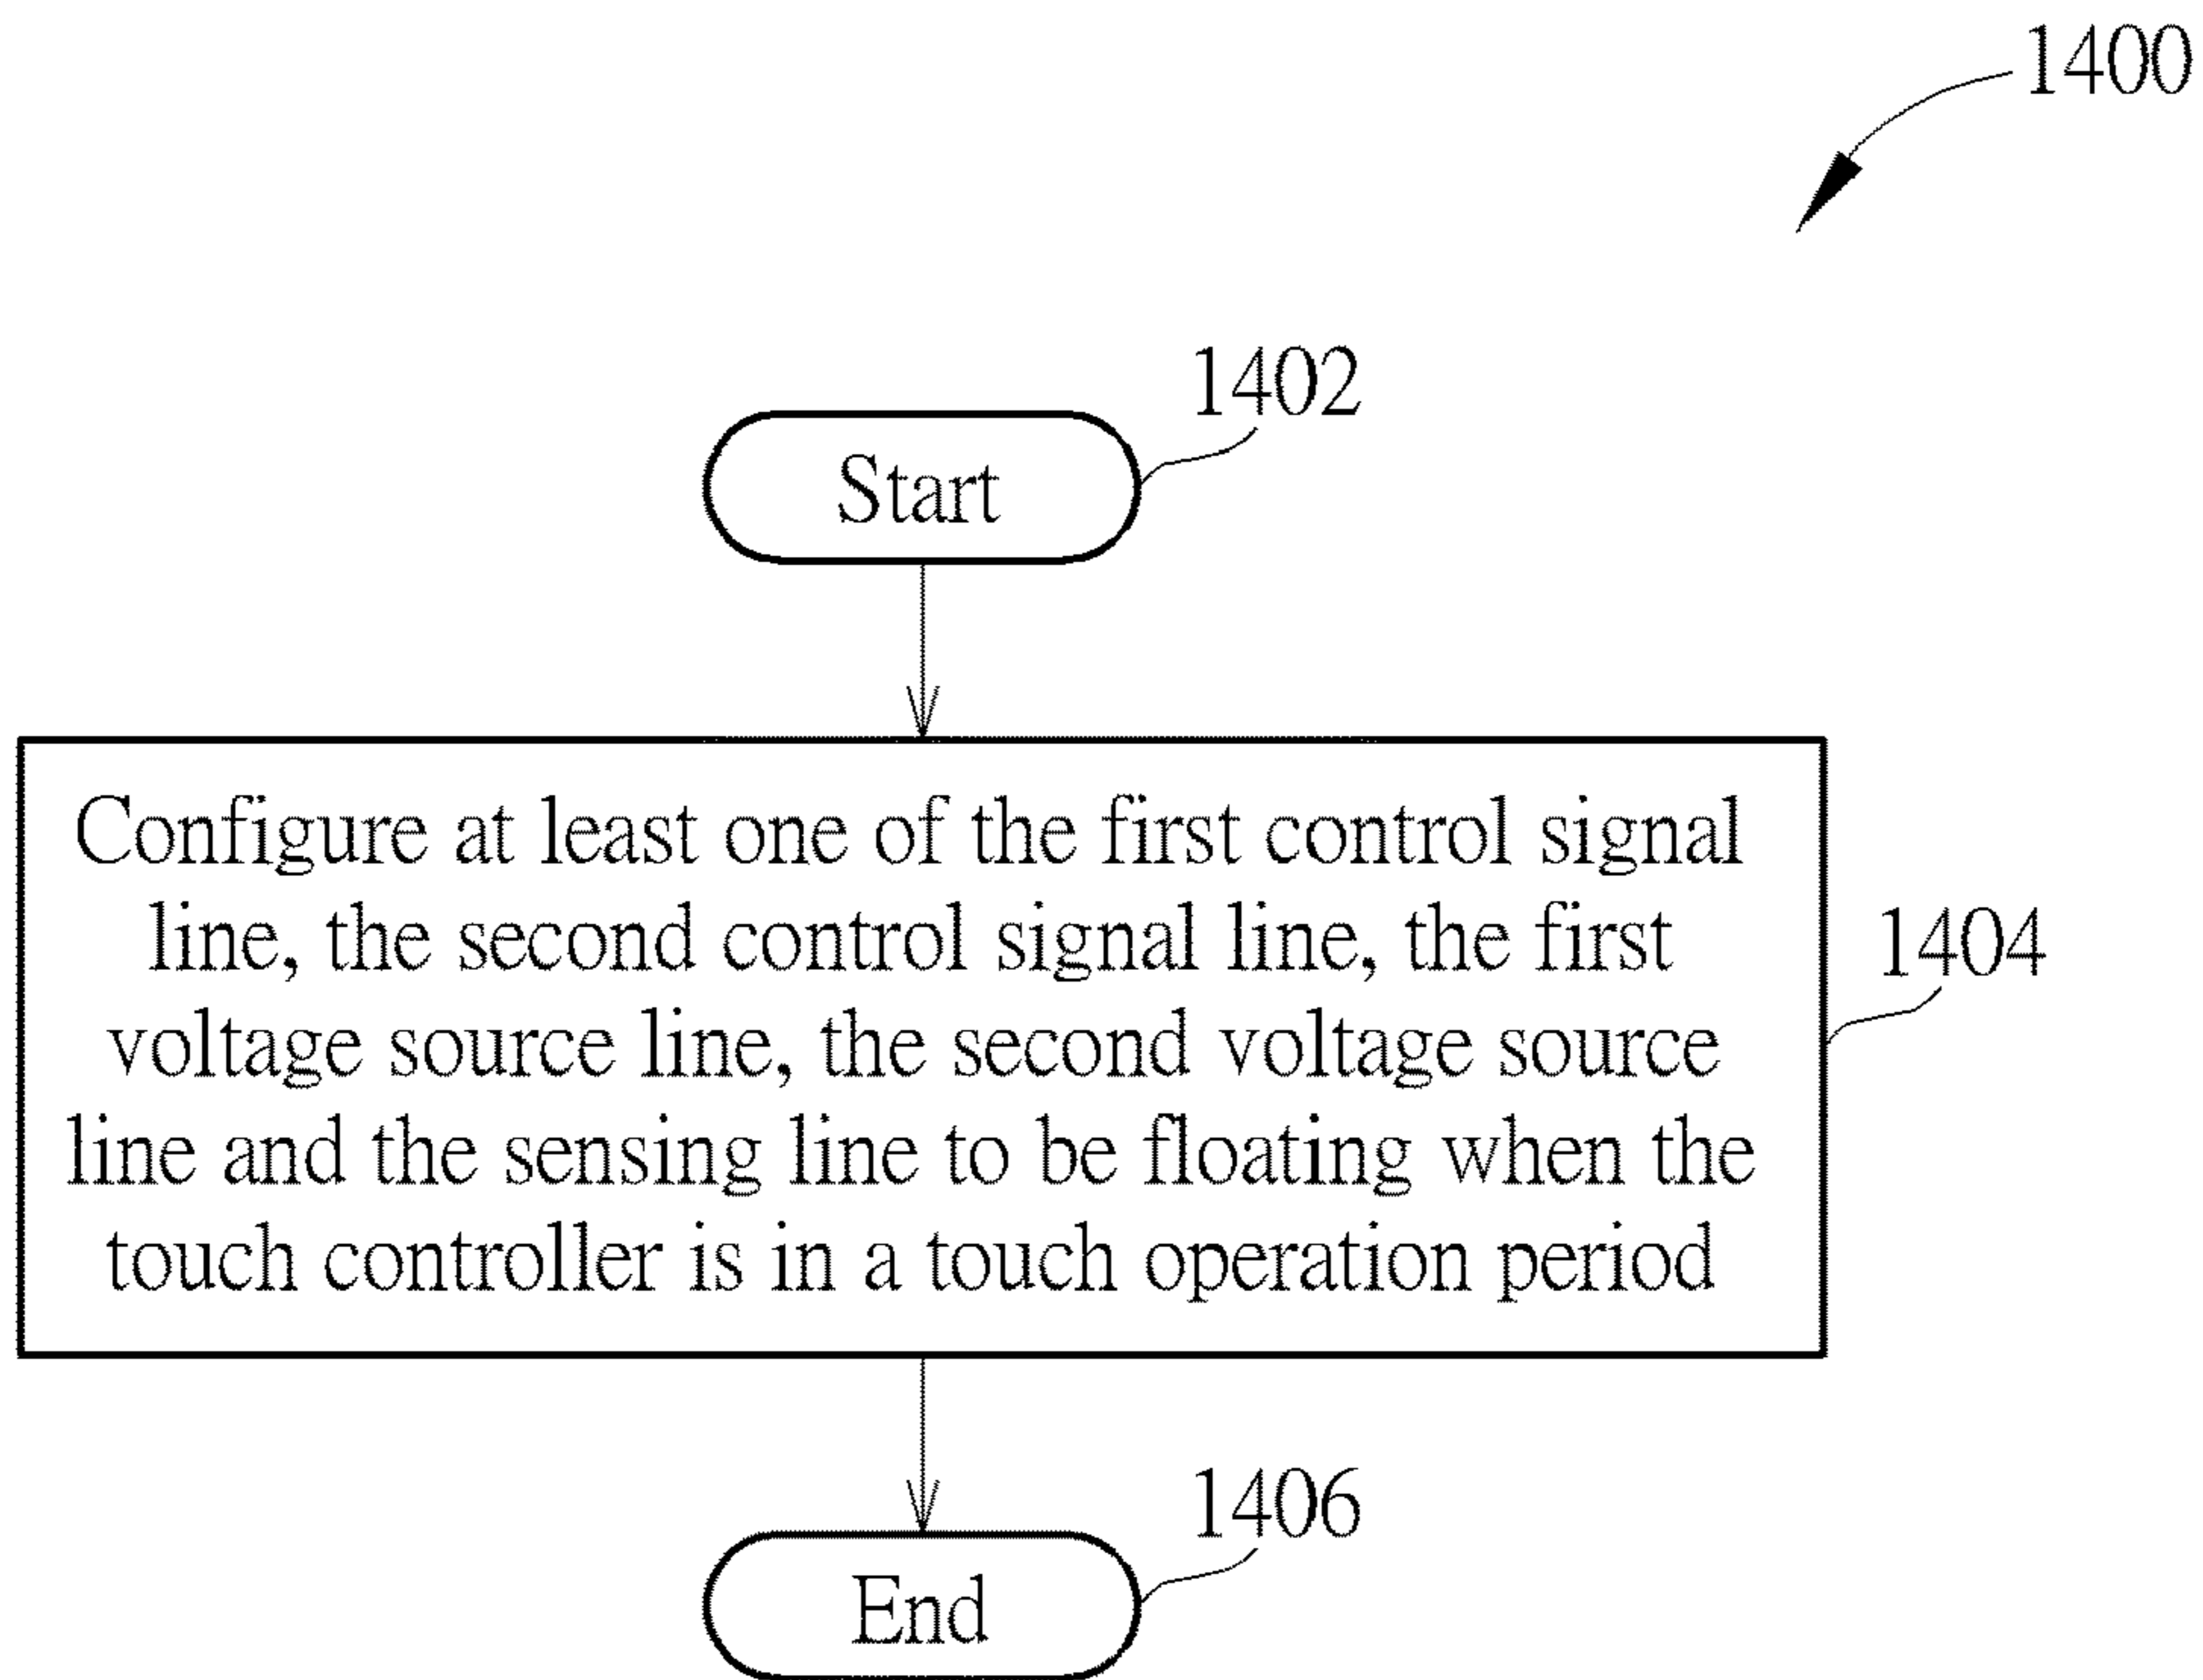 1400
1402
Start
Configure at least one of the first control signal
line, the second control signal line, the first
voltage source line, the second voltage source
line and the sensing line to be floating when the
touch controller is in a touch operation period
1404
1406
End